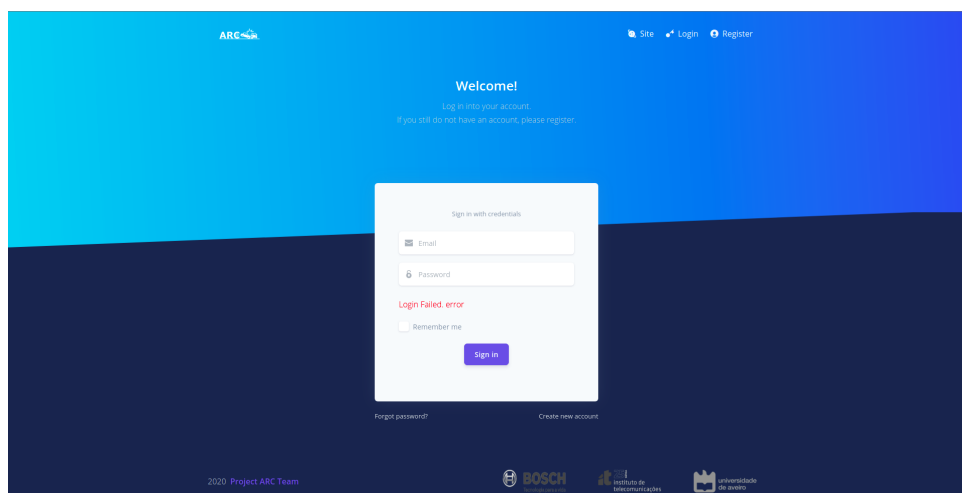 ARC
Site
Login
Register
Welcome!
Log in into your account.
If you still do not have an account, please register.
Sign in with credentials
Email
Password
Login Failed. error
Remember me
Sign in
Forgot password?
Create new account
2020 Project ARC Team
BOSCH
instituto de
telecomunicações
universidade
de aveiro